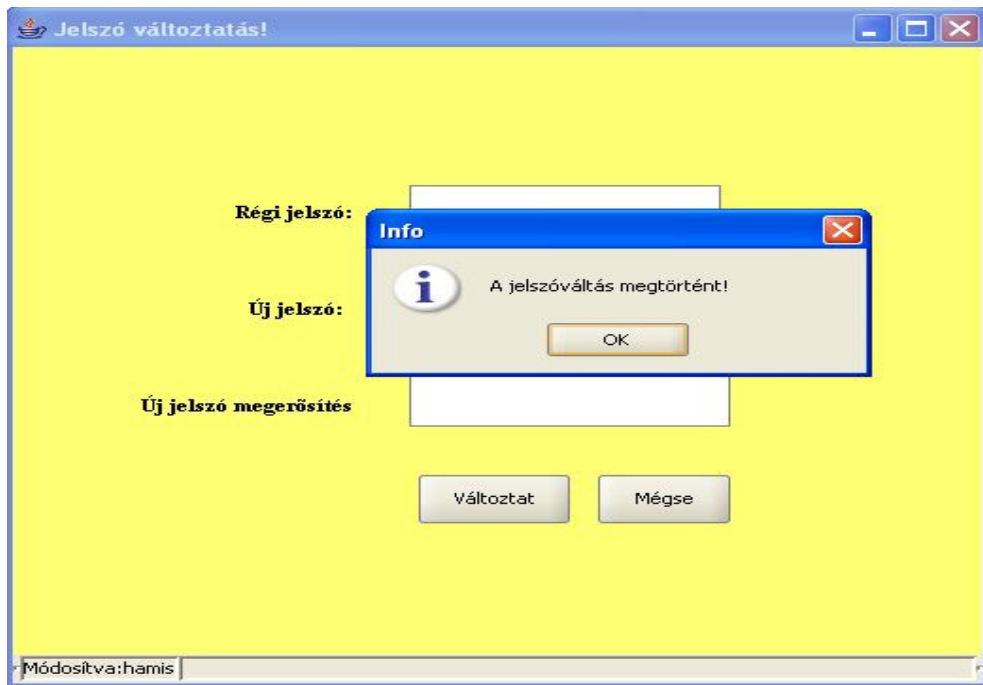 Jelszó változtatás!
Régi jelszó:
Info
A jelszóváltás megtörtént!
Új jelszó:
OK
Új jelszó megerősítés
Változtat Mégse
Módosítva:hamis